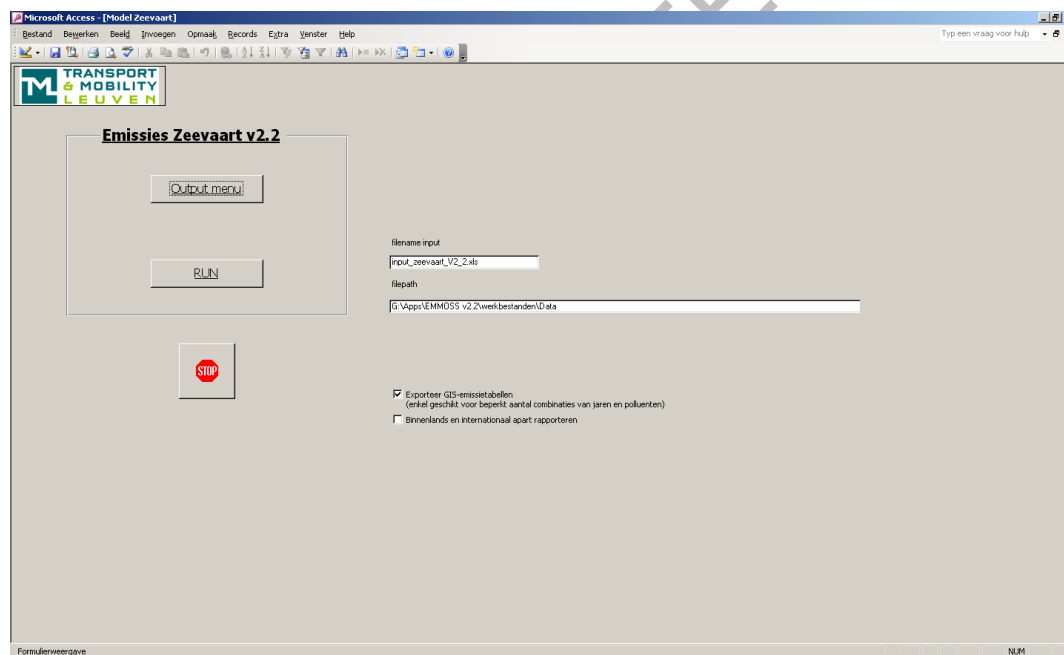 Microsoft Access - [Model Zeevaart]
Bestand Bewerken Beeld Invoegen Opmaak Records Extra Venster Help
Typ een vraag voor hulp
TM
TRANSPORT
& MOBILITY
LEUVEN
Emissies Zeevaart v2.2
Output menu
RUN
STOP
filename input
input_zeevaart_V2_2.xls
filepath
G:\Apps\EMMOSS v2.2\werkbestanden\Data
Exporteer GIS-emissietabellen
(enkel geschikt voor beperkt aantal combinaties van jaren en polluenten)
Binnenlands en internationaal apart rapporteren
Formulierweergave
NUM